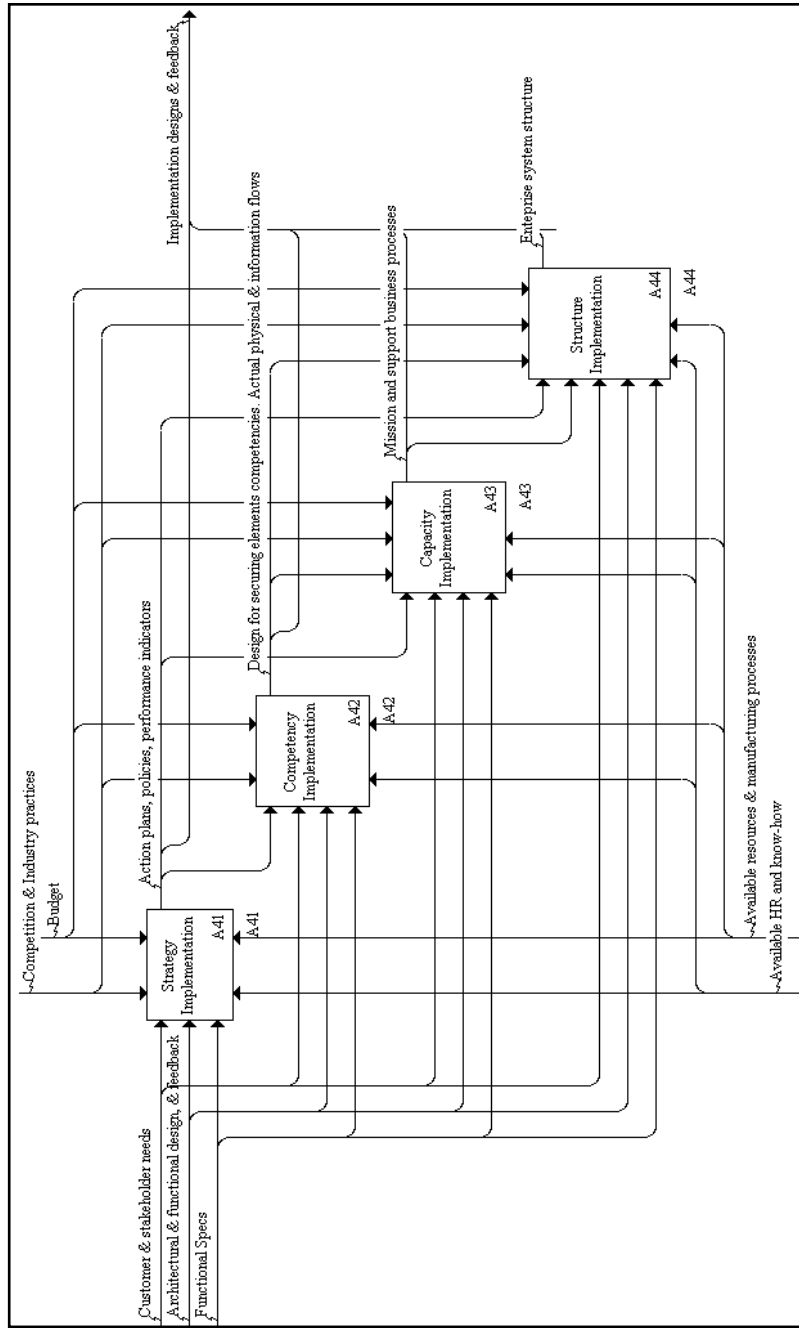 Competition & Industry practices
Budget
Customer & stakeholder needs
Architectural & functional design, & feedback
Functional Specs
Strategy
Implementation
A41
A41
Action plans, policies, performance indicators
Implementation designs & feedback
Competency
Implementation
A42
A42
Design for securing elements competencies. Actual physical & information flows
Capacity
Implementation
A43
A43
Mission and support business processes
Structure
Implementation
A44
A44
Enteprise system structure
Available resources & manufacturing processes
Available HR and know-how